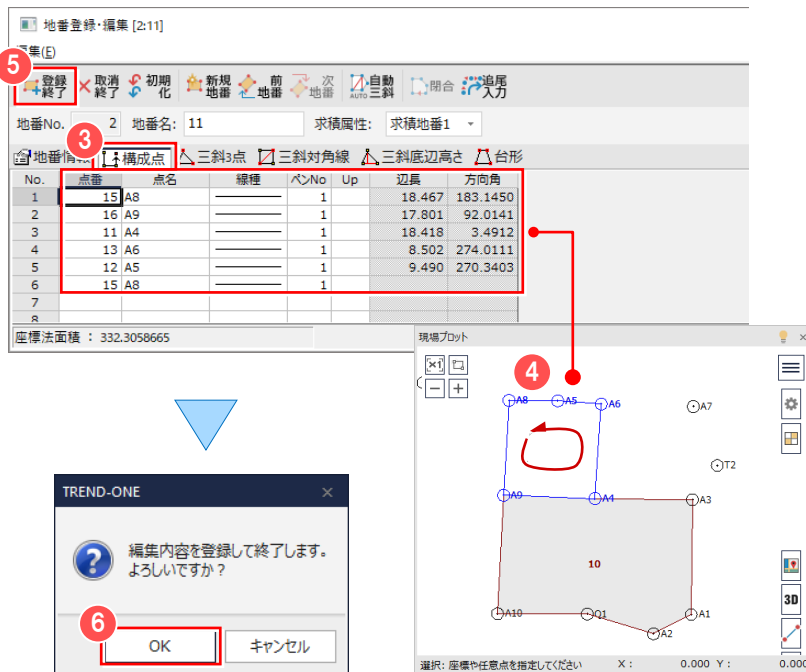 地番登録・編集 [2:11]
編集(E)
5
登録終了 取消終了 初期化 新規地番 前地番 次地番 AUTO 自動三斜 閉合 追尾入力
地番No. 2 地番名: 11 求積属性: 求積地番1
3
地番情報 構成点 三斜3点 三斜対角線 三斜底辺高さ 台形
No. 点番 点名 線種 ペンNo Up 辺長 方向角
1 15 A8 1 18.467 183.1450
2 16 A9 1 17.801 92.0141
3 11 A4 1 18.418 3.4912
4 13 A6 1 8.502 274.0111
5 12 A5 1 9.490 270.3403
6 15 A8 1
7
8
座標法面積 : 332.3058665
現場プロット
×1
4
A8 A5 A6 A7
T2
A9 A4 A3
10
A10 Q1 A1
A2
3D
選択: 座標や任意点を指定してください X : 0.000 Y : 0.000
TREND-ONE
編集内容を登録して終了します。
よろしいですか?
6
OK キャンセル